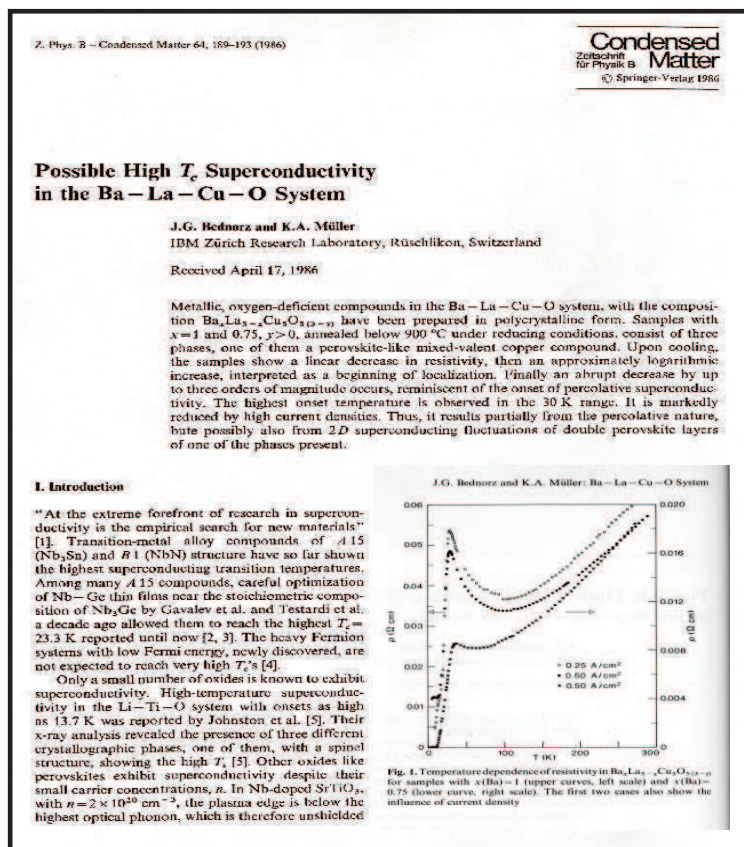 Z. Phys. B – Condensed Matter 64, 189–193 (1986)
Condensed
Zeitschrift
für Physik B
Matter
© Springer-Verlag 1986
Possible High Tc Superconductivity
in the Ba – La – Cu – O System
J.G. Bednorz and K.A. Müller
IBM Zürich Research Laboratory, Rüschlikon, Switzerland
Received April 17, 1986
Metallic, oxygen-deficient compounds in the Ba – La – Cu – O system, with the composi-
tion BaxLa5−xCu5O5(3−y) have been prepared in polycrystalline form. Samples with
x=1 and 0.75, y>0, annealed below 900 °C under reducing conditions, consist of three
phases, one of them a perovskite-like mixed-valent copper compound. Upon cooling,
the samples show a linear decrease in resistivity, then an approximately logarithmic
increase, interpreted as a beginning of localization. Finally an abrupt decrease by up
to three orders of magnitude occurs, reminiscent of the onset of percolative superconduc-
tivity. The highest onset temperature is observed in the 30 K range. It is markedly
reduced by high current densities. Thus, it results partially from the percolative nature,
bute possibly also from 2D superconducting fluctuations of double perovskite layers
of one of the phases present.
I. Introduction
“At the extreme forefront of research in supercon-
ductivity is the empirical search for new materials”
[1]. Transition-metal alloy compounds of A 15
(Nb3Sn) and B 1 (NbN) structure have so far shown
the highest superconducting transition temperatures.
Among many A 15 compounds, careful optimization
of Nb – Ge thin films near the stoichiometric compo-
sition of Nb3Ge by Gavalev et al. and Testardi et al.
a decade ago allowed them to reach the highest Tc=
23.3 K reported until now [2, 3]. The heavy Fermion
systems with low Fermi energy, newly discovered, are
not expected to reach very high Tc's [4].
Only a small number of oxides is known to exhibit
superconductivity. High-temperature superconduc-
tivity in the Li – Ti – O system with onsets as high
as 13.7 K was reported by Johnston et al. [5]. Their
x-ray analysis revealed the presence of three different
crystallographic phases, one of them, with a spinel
structure, showing the high Tc [5]. Other oxides like
perovskites exhibit superconductivity despite their
small carrier concentrations, n. In Nb-doped SrTiO3,
with n=2 × 10²⁰ cm⁻³, the plasma edge is below the
highest optical phonon, which is therefore unshielded
J.G. Bednorz and K.A. Müller: Ba – La – Cu – O System
0.06
0.05
0.04
0.03
0.02
0.01
0
ρ (Ω cm)
0.020
0.016
0.012
0.008
0.004
0
ρ (Ω cm)
0.25 A/cm²
0.50 A/cm²
0.50 A/cm²
0
100
200
300
T (K)
Fig. 1. Temperature dependence of resistivity in BaxLa5−xCu5O5(3−y)
for samples with x(Ba)=1 (upper curves, left scale) and x(Ba)=
0.75 (lower curve, right scale). The first two cases also show the
influence of current density